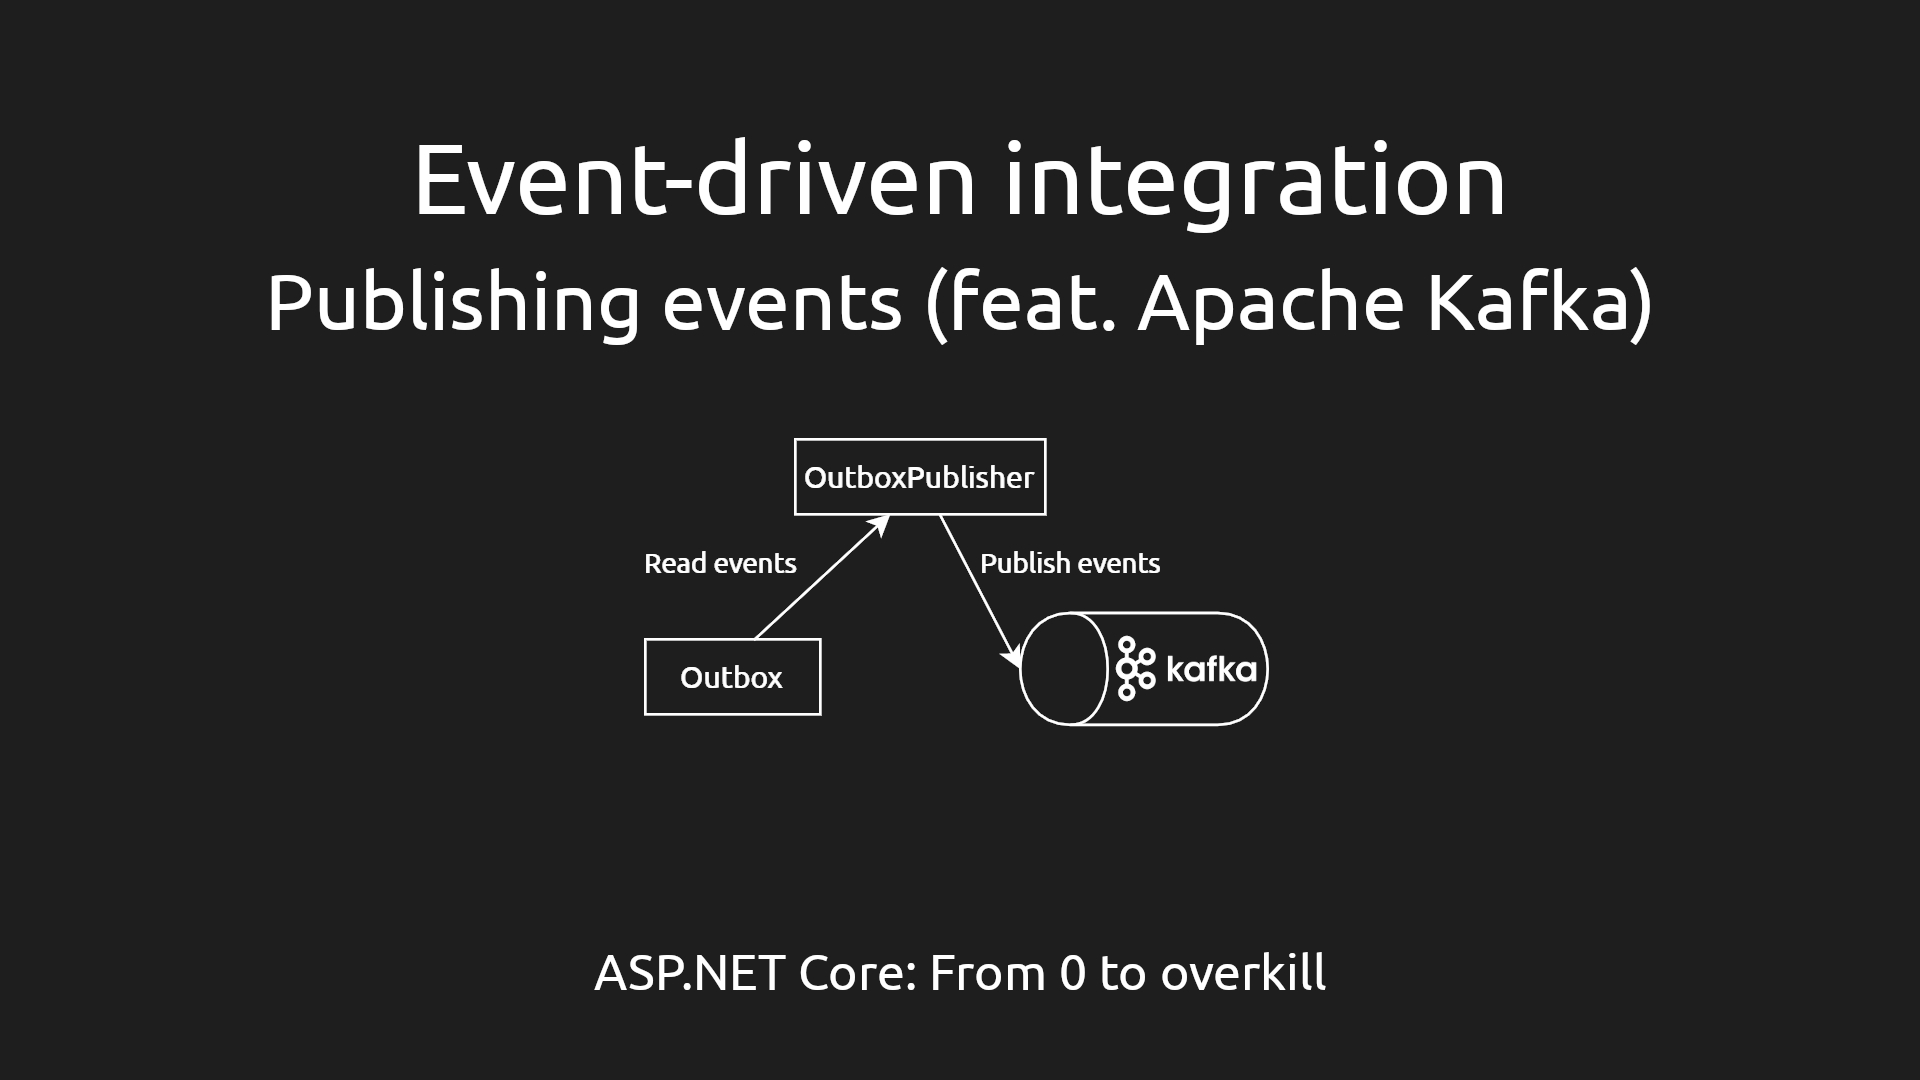 Event-driven integration
Publishing events (feat. Apache Kafka)
OutboxPublisher
Read events
Publish events
Outbox
kafka
ASP.NET Core: From 0 to overkill